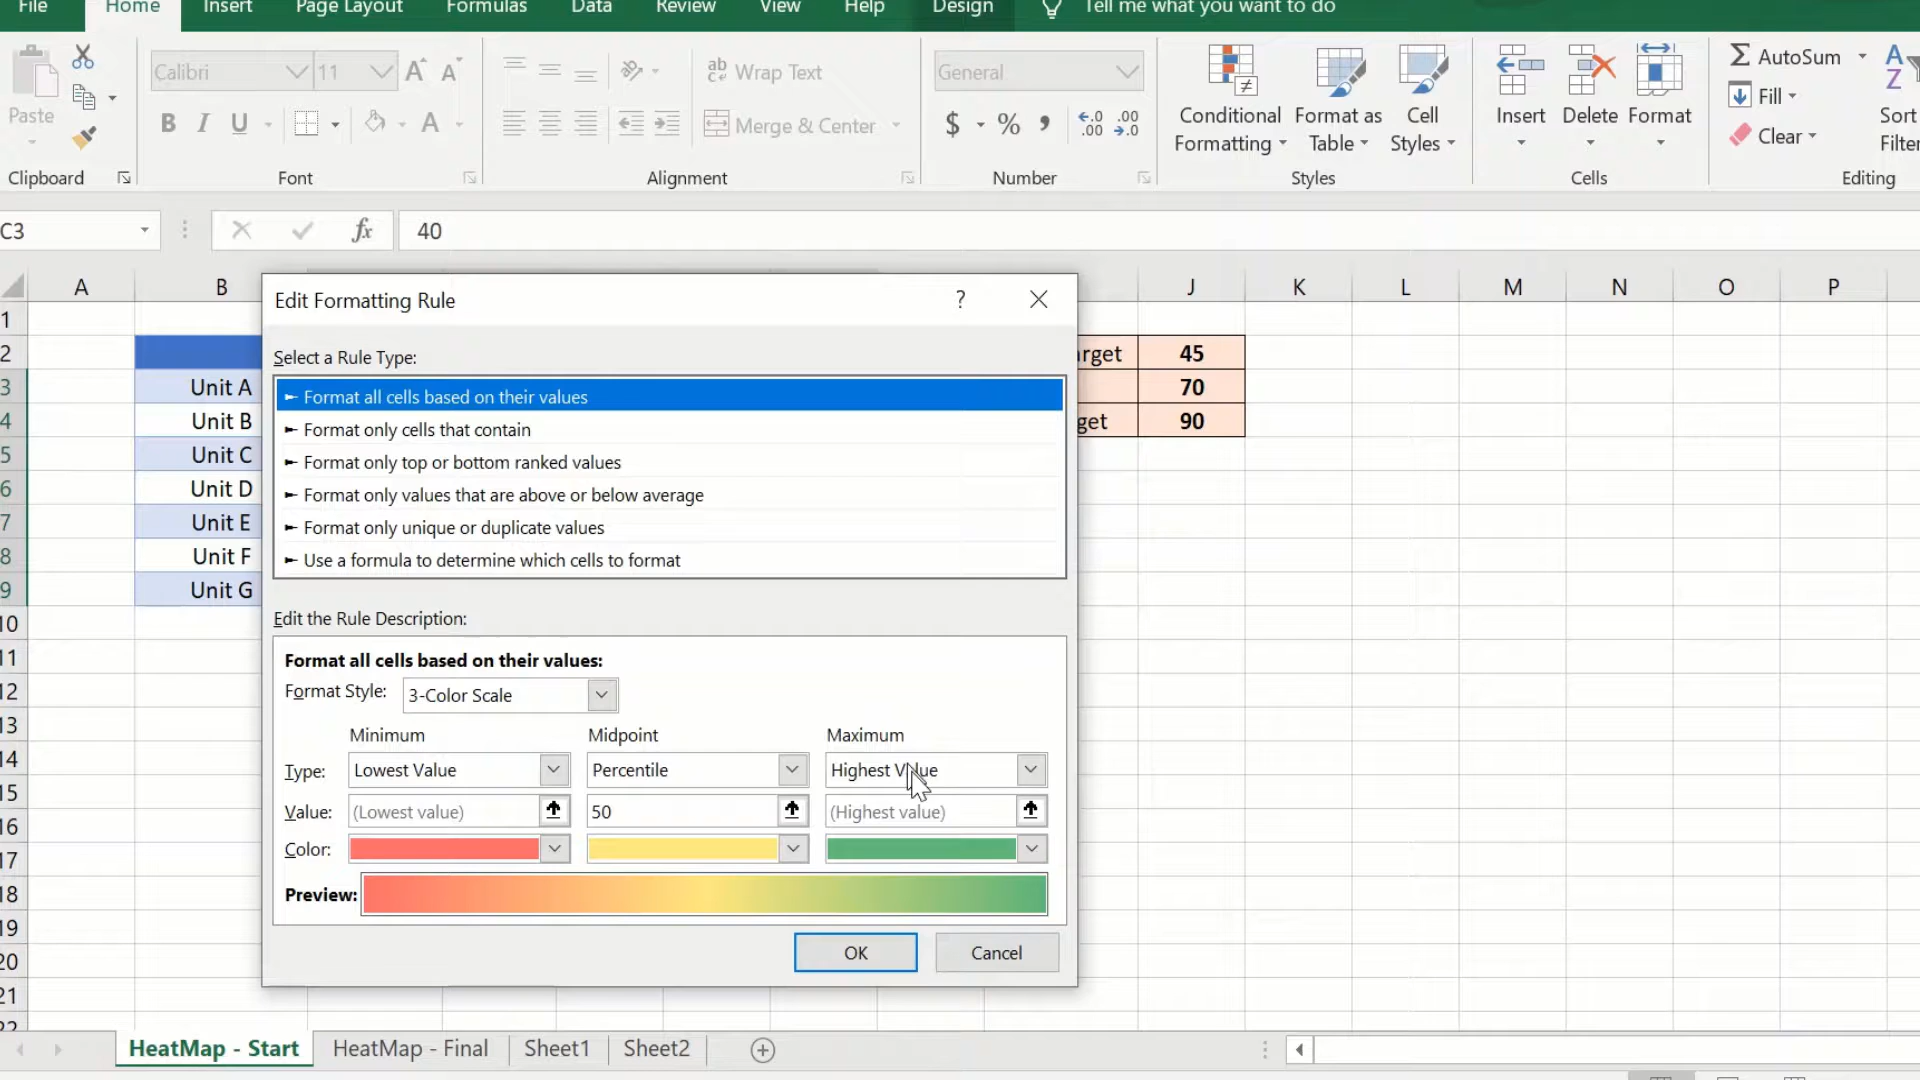 File Home Insert Page Layout Formulas Data Review View Help Design Tell me what you want to do
Paste
Calibri 11
B I U A
ab Wrap Text
Merge & Center
General
$ % ,
Conditional Formatting
Format as Table
Cell Styles
Insert Delete Format
AutoSum
Fill
Clear
Sort
Filter
Clipboard Font Alignment Number Styles Cells Editing
C3 fx 40
A B J K L M N O P
1
2 rget 45
3 Unit A 70
4 Unit B get 90
5 Unit C
6 Unit D
7 Unit E
8 Unit F
9 Unit G
10
11
12
13
14
15
16
17
18
19
20
21
22
Edit Formatting Rule ?
Select a Rule Type:
► Format all cells based on their values
► Format only cells that contain
► Format only top or bottom ranked values
► Format only values that are above or below average
► Format only unique or duplicate values
► Use a formula to determine which cells to format
Edit the Rule Description:
Format all cells based on their values:
Format Style: 3-Color Scale
Minimum Midpoint Maximum
Type: Lowest Value Percentile Highest Value
Value: (Lowest value) 50 (Highest value)
Color:
Preview:
OK Cancel
HeatMap - Start HeatMap - Final Sheet1 Sheet2